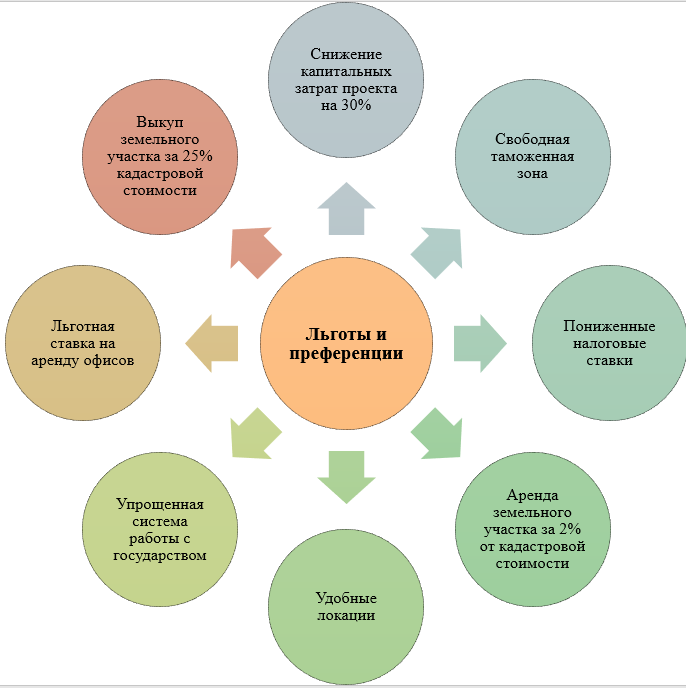 Снижение
капитальных
затрат проекта
на 30%
Свободная
таможенная
зона
Пониженные
налоговые
ставки
Аренда
земельного
участка за 2%
от кадастровой
стоимости
Удобные
локации
Упрощенная
система
работы с
государством
Льготная
ставка на
аренду офисов
Выкуп
земельного
участка за 25%
кадастровой
стоимости
Льготы и
преференции